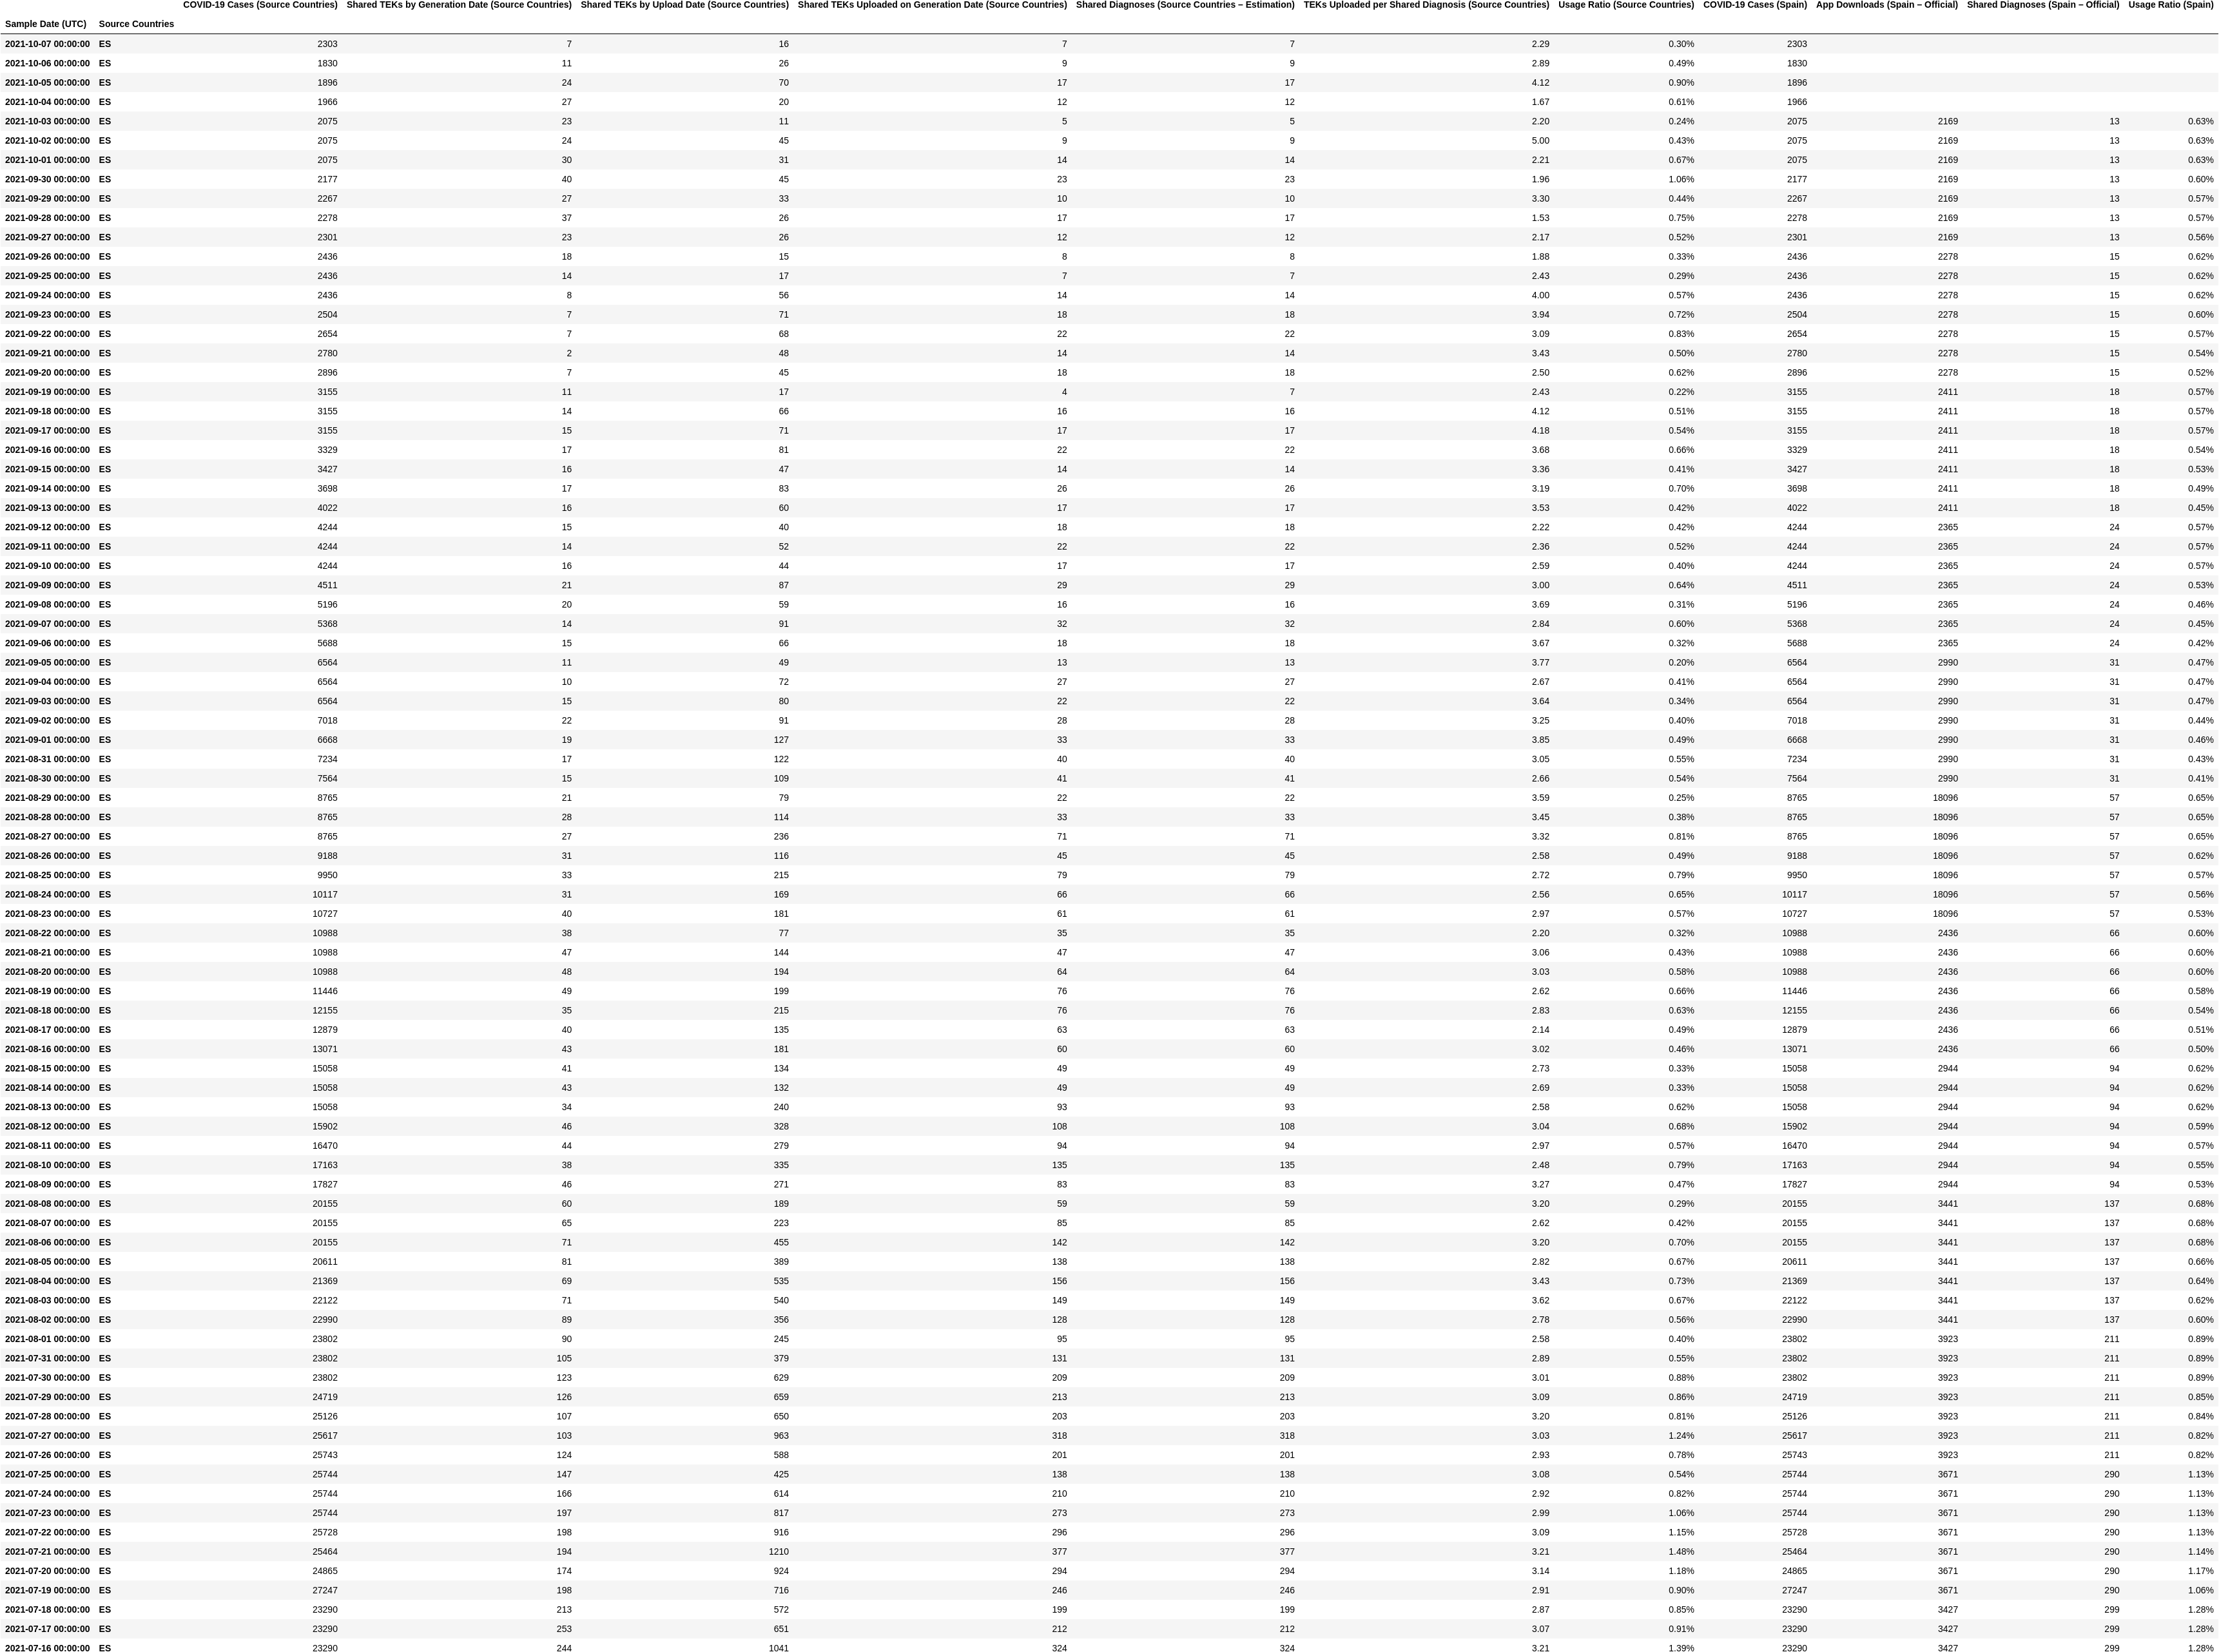 COVID-19 Cases (Source Countries) Shared TEKs by Generation Date (Source Countries) Shared TEKs by Upload Date (Source Countries) Shared TEKs Uploaded on Generation Date (Source Countries) Shared Diagnoses (Source Countries – Estimation) TEKs Uploaded per Shared Diagnosis (Source Countries) Usage Ratio (Source Countries) COVID-19 Cases (Spain) App Downloads (Spain – Official) Shared Diagnoses (Spain – Official) Usage Ratio (Spain)
Sample Date (UTC) Source Countries
2021-10-07 00:00:00 ES 2303 7 16 7 7 2.29 0.30% 2303
2021-10-06 00:00:00 ES 1830 11 26 9 9 2.89 0.49% 1830
2021-10-05 00:00:00 ES 1896 24 70 17 17 4.12 0.90% 1896
2021-10-04 00:00:00 ES 1966 27 20 12 12 1.67 0.61% 1966
2021-10-03 00:00:00 ES 2075 23 11 5 5 2.20 0.24% 2075 2169 13 0.63%
2021-10-02 00:00:00 ES 2075 24 45 9 9 5.00 0.43% 2075 2169 13 0.63%
2021-10-01 00:00:00 ES 2075 30 31 14 14 2.21 0.67% 2075 2169 13 0.63%
2021-09-30 00:00:00 ES 2177 40 45 23 23 1.96 1.06% 2177 2169 13 0.60%
2021-09-29 00:00:00 ES 2267 27 33 10 10 3.30 0.44% 2267 2169 13 0.57%
2021-09-28 00:00:00 ES 2278 37 26 17 17 1.53 0.75% 2278 2169 13 0.57%
2021-09-27 00:00:00 ES 2301 23 26 12 12 2.17 0.52% 2301 2169 13 0.56%
2021-09-26 00:00:00 ES 2436 18 15 8 8 1.88 0.33% 2436 2278 15 0.62%
2021-09-25 00:00:00 ES 2436 14 17 7 7 2.43 0.29% 2436 2278 15 0.62%
2021-09-24 00:00:00 ES 2436 8 56 14 14 4.00 0.57% 2436 2278 15 0.62%
2021-09-23 00:00:00 ES 2504 7 71 18 18 3.94 0.72% 2504 2278 15 0.60%
2021-09-22 00:00:00 ES 2654 7 68 22 22 3.09 0.83% 2654 2278 15 0.57%
2021-09-21 00:00:00 ES 2780 2 48 14 14 3.43 0.50% 2780 2278 15 0.54%
2021-09-20 00:00:00 ES 2896 7 45 18 18 2.50 0.62% 2896 2278 15 0.52%
2021-09-19 00:00:00 ES 3155 11 17 4 7 2.43 0.22% 3155 2411 18 0.57%
2021-09-18 00:00:00 ES 3155 14 66 16 16 4.12 0.51% 3155 2411 18 0.57%
2021-09-17 00:00:00 ES 3155 15 71 17 17 4.18 0.54% 3155 2411 18 0.57%
2021-09-16 00:00:00 ES 3329 17 81 22 22 3.68 0.66% 3329 2411 18 0.54%
2021-09-15 00:00:00 ES 3427 16 47 14 14 3.36 0.41% 3427 2411 18 0.53%
2021-09-14 00:00:00 ES 3698 17 83 26 26 3.19 0.70% 3698 2411 18 0.49%
2021-09-13 00:00:00 ES 4022 16 60 17 17 3.53 0.42% 4022 2411 18 0.45%
2021-09-12 00:00:00 ES 4244 15 40 18 18 2.22 0.42% 4244 2365 24 0.57%
2021-09-11 00:00:00 ES 4244 14 52 22 22 2.36 0.52% 4244 2365 24 0.57%
2021-09-10 00:00:00 ES 4244 16 44 17 17 2.59 0.40% 4244 2365 24 0.57%
2021-09-09 00:00:00 ES 4511 21 87 29 29 3.00 0.64% 4511 2365 24 0.53%
2021-09-08 00:00:00 ES 5196 20 59 16 16 3.69 0.31% 5196 2365 24 0.46%
2021-09-07 00:00:00 ES 5368 14 91 32 32 2.84 0.60% 5368 2365 24 0.45%
2021-09-06 00:00:00 ES 5688 15 66 18 18 3.67 0.32% 5688 2365 24 0.42%
2021-09-05 00:00:00 ES 6564 11 49 13 13 3.77 0.20% 6564 2990 31 0.47%
2021-09-04 00:00:00 ES 6564 10 72 27 27 2.67 0.41% 6564 2990 31 0.47%
2021-09-03 00:00:00 ES 6564 15 80 22 22 3.64 0.34% 6564 2990 31 0.47%
2021-09-02 00:00:00 ES 7018 22 91 28 28 3.25 0.40% 7018 2990 31 0.44%
2021-09-01 00:00:00 ES 6668 19 127 33 33 3.85 0.49% 6668 2990 31 0.46%
2021-08-31 00:00:00 ES 7234 17 122 40 40 3.05 0.55% 7234 2990 31 0.43%
2021-08-30 00:00:00 ES 7564 15 109 41 41 2.66 0.54% 7564 2990 31 0.41%
2021-08-29 00:00:00 ES 8765 21 79 22 22 3.59 0.25% 8765 18096 57 0.65%
2021-08-28 00:00:00 ES 8765 28 114 33 33 3.45 0.38% 8765 18096 57 0.65%
2021-08-27 00:00:00 ES 8765 27 236 71 71 3.32 0.81% 8765 18096 57 0.65%
2021-08-26 00:00:00 ES 9188 31 116 45 45 2.58 0.49% 9188 18096 57 0.62%
2021-08-25 00:00:00 ES 9950 33 215 79 79 2.72 0.79% 9950 18096 57 0.57%
2021-08-24 00:00:00 ES 10117 31 169 66 66 2.56 0.65% 10117 18096 57 0.56%
2021-08-23 00:00:00 ES 10727 40 181 61 61 2.97 0.57% 10727 18096 57 0.53%
2021-08-22 00:00:00 ES 10988 38 77 35 35 2.20 0.32% 10988 2436 66 0.60%
2021-08-21 00:00:00 ES 10988 47 144 47 47 3.06 0.43% 10988 2436 66 0.60%
2021-08-20 00:00:00 ES 10988 48 194 64 64 3.03 0.58% 10988 2436 66 0.60%
2021-08-19 00:00:00 ES 11446 49 199 76 76 2.62 0.66% 11446 2436 66 0.58%
2021-08-18 00:00:00 ES 12155 35 215 76 76 2.83 0.63% 12155 2436 66 0.54%
2021-08-17 00:00:00 ES 12879 40 135 63 63 2.14 0.49% 12879 2436 66 0.51%
2021-08-16 00:00:00 ES 13071 43 181 60 60 3.02 0.46% 13071 2436 66 0.50%
2021-08-15 00:00:00 ES 15058 41 134 49 49 2.73 0.33% 15058 2944 94 0.62%
2021-08-14 00:00:00 ES 15058 43 132 49 49 2.69 0.33% 15058 2944 94 0.62%
2021-08-13 00:00:00 ES 15058 34 240 93 93 2.58 0.62% 15058 2944 94 0.62%
2021-08-12 00:00:00 ES 15902 46 328 108 108 3.04 0.68% 15902 2944 94 0.59%
2021-08-11 00:00:00 ES 16470 44 279 94 94 2.97 0.57% 16470 2944 94 0.57%
2021-08-10 00:00:00 ES 17163 38 335 135 135 2.48 0.79% 17163 2944 94 0.55%
2021-08-09 00:00:00 ES 17827 46 271 83 83 3.27 0.47% 17827 2944 94 0.53%
2021-08-08 00:00:00 ES 20155 60 189 59 59 3.20 0.29% 20155 3441 137 0.68%
2021-08-07 00:00:00 ES 20155 65 223 85 85 2.62 0.42% 20155 3441 137 0.68%
2021-08-06 00:00:00 ES 20155 71 455 142 142 3.20 0.70% 20155 3441 137 0.68%
2021-08-05 00:00:00 ES 20611 81 389 138 138 2.82 0.67% 20611 3441 137 0.66%
2021-08-04 00:00:00 ES 21369 69 535 156 156 3.43 0.73% 21369 3441 137 0.64%
2021-08-03 00:00:00 ES 22122 71 540 149 149 3.62 0.67% 22122 3441 137 0.62%
2021-08-02 00:00:00 ES 22990 89 356 128 128 2.78 0.56% 22990 3441 137 0.60%
2021-08-01 00:00:00 ES 23802 90 245 95 95 2.58 0.40% 23802 3923 211 0.89%
2021-07-31 00:00:00 ES 23802 105 379 131 131 2.89 0.55% 23802 3923 211 0.89%
2021-07-30 00:00:00 ES 23802 123 629 209 209 3.01 0.88% 23802 3923 211 0.89%
2021-07-29 00:00:00 ES 24719 126 659 213 213 3.09 0.86% 24719 3923 211 0.85%
2021-07-28 00:00:00 ES 25126 107 650 203 203 3.20 0.81% 25126 3923 211 0.84%
2021-07-27 00:00:00 ES 25617 103 963 318 318 3.03 1.24% 25617 3923 211 0.82%
2021-07-26 00:00:00 ES 25743 124 588 201 201 2.93 0.78% 25743 3923 211 0.82%
2021-07-25 00:00:00 ES 25744 147 425 138 138 3.08 0.54% 25744 3671 290 1.13%
2021-07-24 00:00:00 ES 25744 166 614 210 210 2.92 0.82% 25744 3671 290 1.13%
2021-07-23 00:00:00 ES 25744 197 817 273 273 2.99 1.06% 25744 3671 290 1.13%
2021-07-22 00:00:00 ES 25728 198 916 296 296 3.09 1.15% 25728 3671 290 1.13%
2021-07-21 00:00:00 ES 25464 194 1210 377 377 3.21 1.48% 25464 3671 290 1.14%
2021-07-20 00:00:00 ES 24865 174 924 294 294 3.14 1.18% 24865 3671 290 1.17%
2021-07-19 00:00:00 ES 27247 198 716 246 246 2.91 0.90% 27247 3671 290 1.06%
2021-07-18 00:00:00 ES 23290 213 572 199 199 2.87 0.85% 23290 3427 299 1.28%
2021-07-17 00:00:00 ES 23290 253 651 212 212 3.07 0.91% 23290 3427 299 1.28%
2021-07-16 00:00:00 ES 23290 244 1041 324 324 3.21 1.39% 23290 3427 299 1.28%